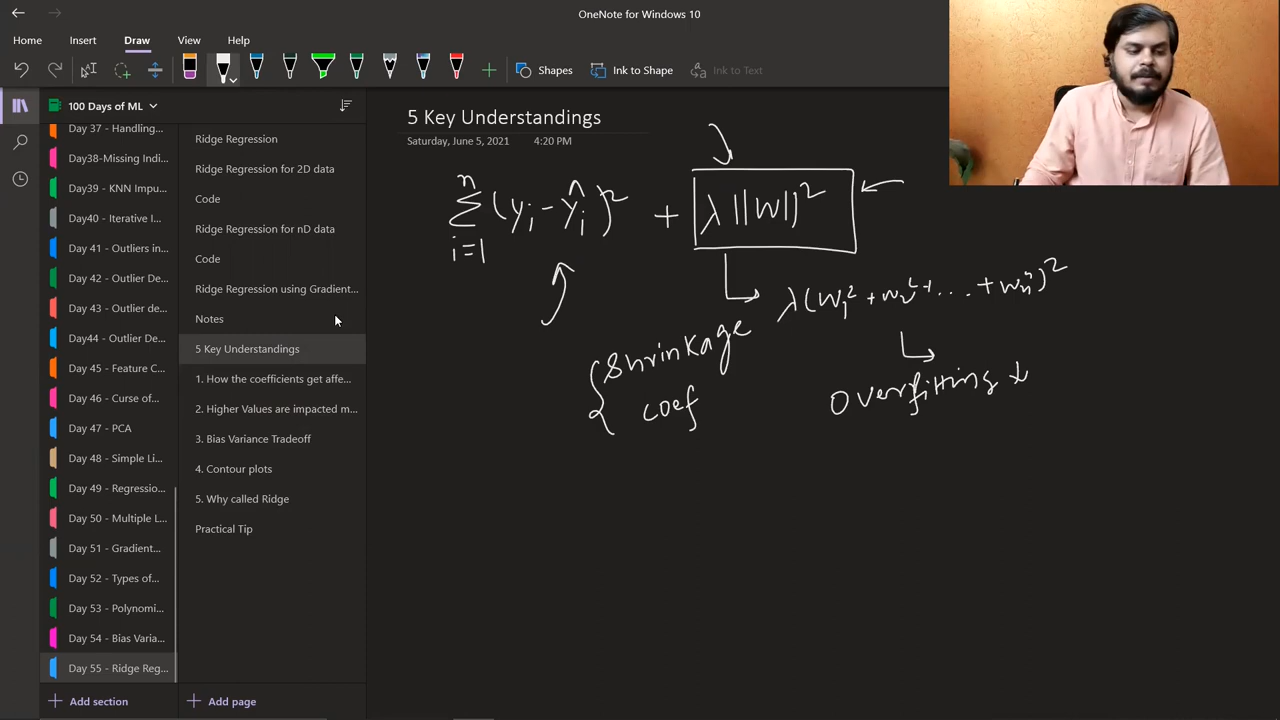 OneNote for Windows 10
Home Insert Draw View Help
Shapes Ink to Shape Ink to Text
100 Days of ML
Day 37 - Handling...
Day38-Missing Indi...
Day39 - KNN Impu...
Day40 - Iterative I...
Day 41 - Outliers in...
Day 42 - Outlier De...
Day 43 - Outlier de...
Day44 - Outlier De...
Day 45 - Feature C...
Day 46 - Curse of...
Day 47 - PCA
Day 48 - Simple Li...
Day 49 - Regressio...
Day 50 - Multiple L...
Day 51 - Gradient...
Day 52 - Types of...
Day 53 - Polynomi...
Day 54 - Bias Varia...
Day 55 - Ridge Reg...
Add section
Ridge Regression
Ridge Regression for 2D data
Code
Ridge Regression for nD data
Code
Ridge Regression using Gradient...
Notes
5 Key Understandings
1. How the coefficients get affe...
2. Higher Values are impacted m...
3. Bias Variance Tradeoff
4. Contour plots
5. Why called Ridge
Practical Tip
Add page
5 Key Understandings
Saturday, June 5, 2021 4:20 PM
n
Σ (yi - ŷi)² + λ ||W||²
i=1
λ(w₁² + w₂² + ... + wn²)²
Shrinkage
coef
Overfitting ↓